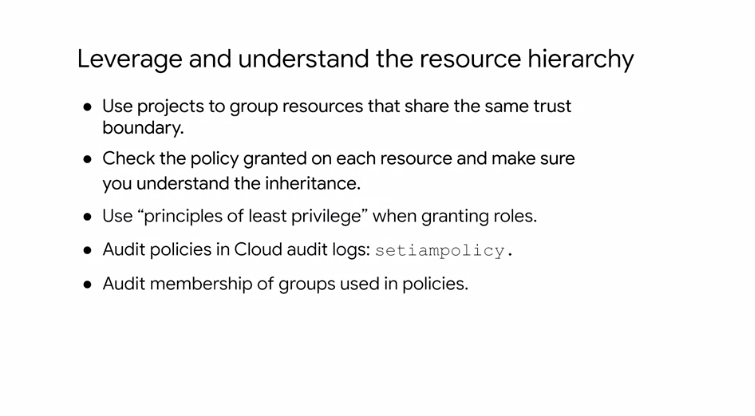 Leverage and understand the resource hierarchy
● Use projects to group resources that share the same trust
boundary.
● Check the policy granted on each resource and make sure
you understand the inheritance.
● Use “principles of least privilege” when granting roles.
● Audit policies in Cloud audit logs: setiampolicy.
● Audit membership of groups used in policies.